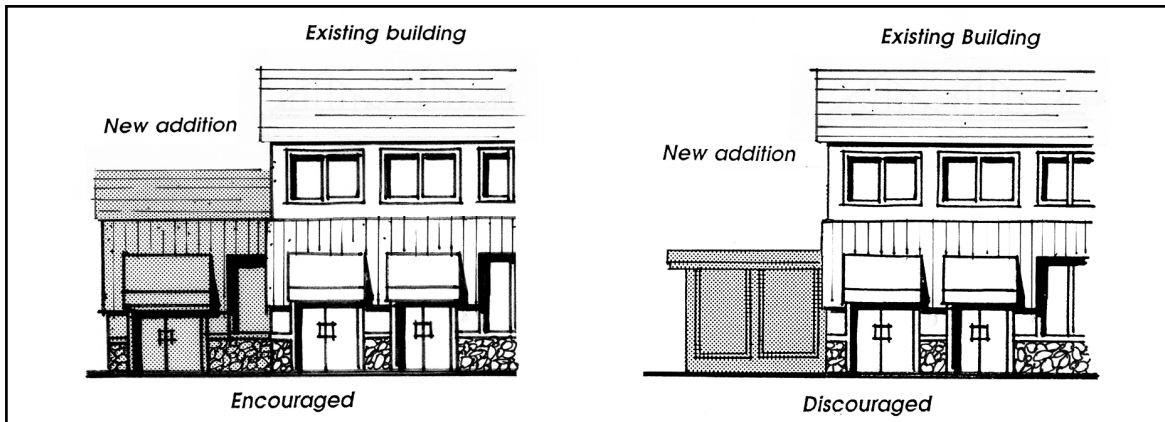 Existing building
New addition
Encouraged
Existing Building
New addition
Discouraged